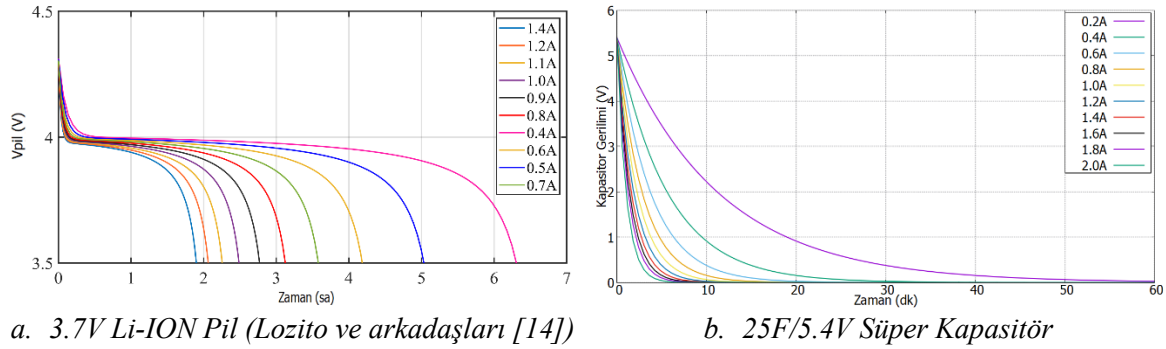 4.5
4
3.5
Vpil (V)
0 1 2 3 4 5 6 7
Zaman (sa)
1.4A
1.2A
1.1A
1.0A
0.9A
0.8A
0.4A
0.6A
0.5A
0.7A
a. 3.7V Li-ION Pil (Lozito ve arkadaşları [14])
6
5
4
3
2
1
0
Kapasitor Gerilimi (V)
0 10 20 30 40 50 60
Zaman (dk)
0.2A
0.4A
0.6A
0.8A
1.0A
1.2A
1.4A
1.6A
1.8A
2.0A
b. 25F/5.4V Süper Kapasitör